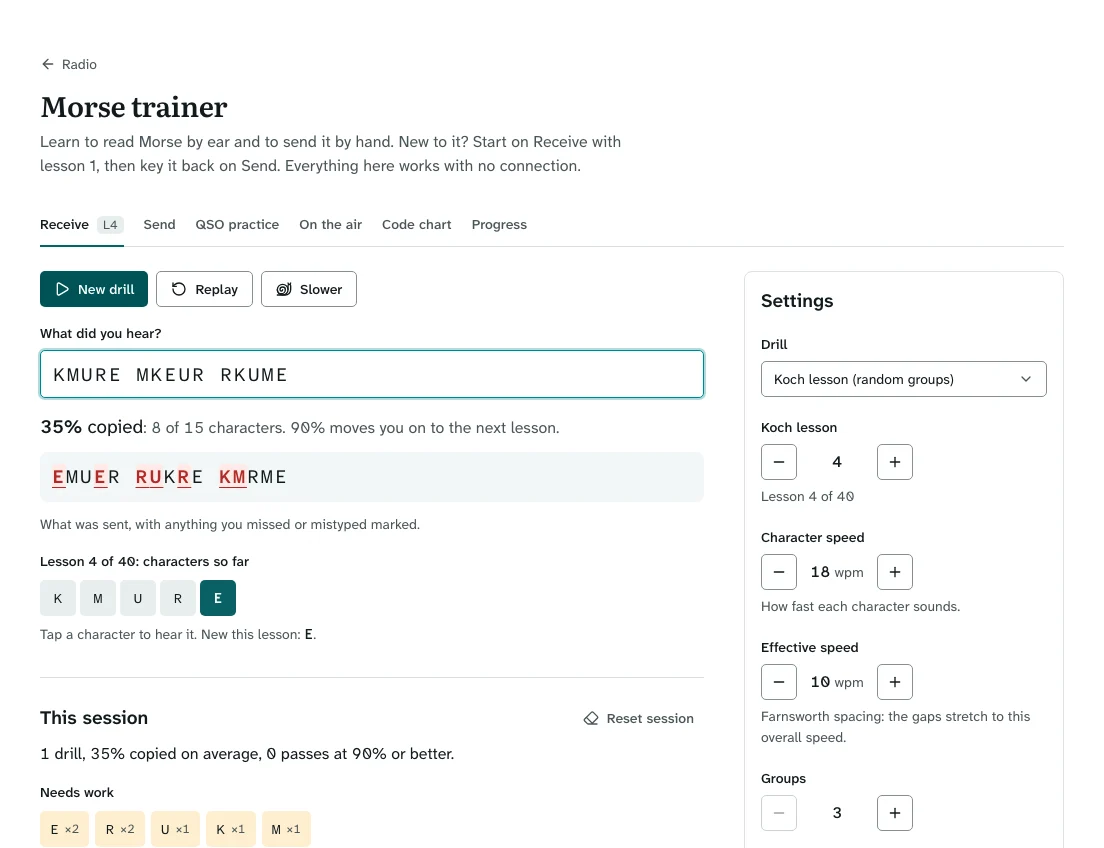 Radio
Morse trainer
Learn to read Morse by ear and to send it by hand. New to it? Start on Receive with
lesson 1, then key it back on Send. Everything here works with no connection.
Receive L4 Send QSO practice On the air Code chart Progress
New drill Replay Slower
What did you hear?
KMURE MKEUR RKUME
35% copied: 8 of 15 characters. 90% moves you on to the next lesson.
EMUER RUKRE KMRME
What was sent, with anything you missed or mistyped marked.
Lesson 4 of 40: characters so far
K M U R E
Tap a character to hear it. New this lesson: E.
This session
Reset session
1 drill, 35% copied on average, 0 passes at 90% or better.
Needs work
E ×2 R ×2 U ×1 K ×1 M ×1
Settings
Drill
Koch lesson (random groups)
Koch lesson
− 4 +
Lesson 4 of 40
Character speed
− 18 wpm +
How fast each character sounds.
Effective speed
− 10 wpm +
Farnsworth spacing: the gaps stretch to this
overall speed.
Groups
− 3 +